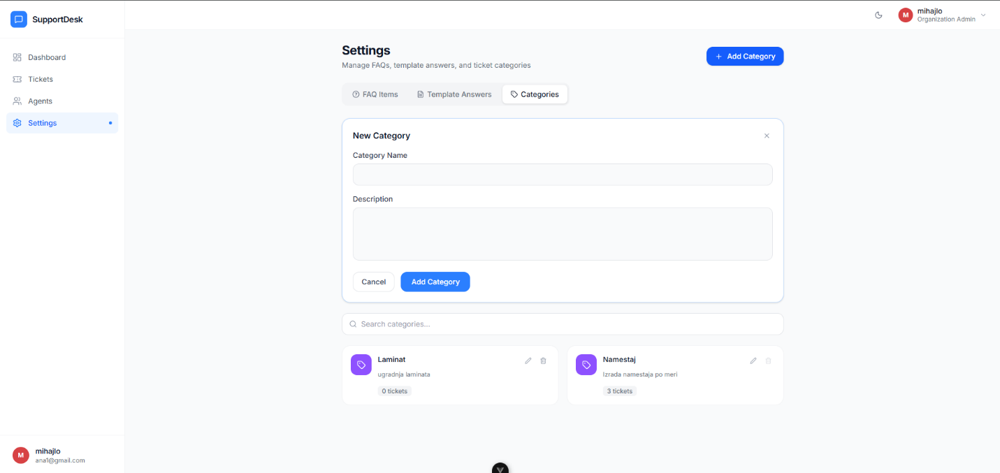 SupportDesk
M
mihajlo
Organization Admin
Dashboard
Tickets
Agents
Settings
Settings
Manage FAQs, template answers, and ticket categories
Add Category
FAQ Items
Template Answers
Categories
New Category
Category Name
Description
Cancel
Add Category
Search categories...
Laminat
ugradnja laminata
0 tickets
Namestaj
Izrada namestaja po meri
3 tickets
M
mihajlo
ana1@gmail.com